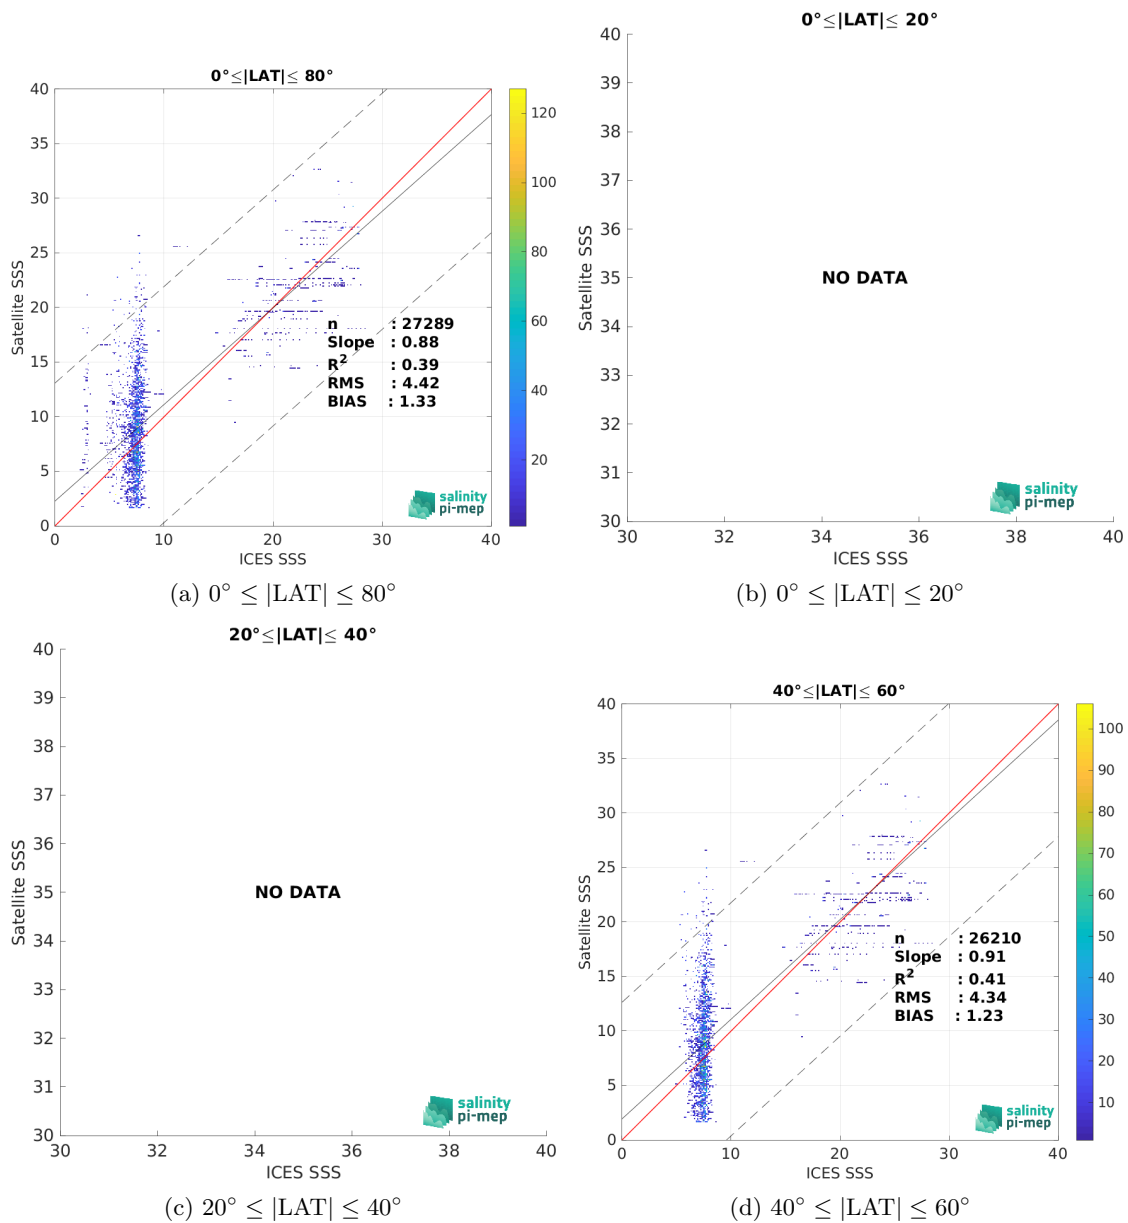 0°≤|LAT|≤ 80°
40
35
30
25
20
15
10
5
0
0
10
20
30
40
120
100
80
60
40
20
Satellite SSS
ICES SSS
n : 27289
Slope : 0.88
R² : 0.39
RMS : 4.42
BIAS : 1.33
salinity
pi-mep
(a) 0° ≤ |LAT| ≤ 80°
0°≤|LAT|≤ 20°
40
39
38
37
36
35
34
33
32
31
30
30
32
34
36
38
40
Satellite SSS
ICES SSS
NO DATA
salinity
pi-mep
(b) 0° ≤ |LAT| ≤ 20°
20°≤|LAT|≤ 40°
40
39
38
37
36
35
34
33
32
31
30
30
32
34
36
38
40
Satellite SSS
ICES SSS
NO DATA
salinity
pi-mep
(c) 20° ≤ |LAT| ≤ 40°
40°≤|LAT|≤ 60°
40
35
30
25
20
15
10
5
0
0
10
20
30
40
100
90
80
70
60
50
40
30
20
10
Satellite SSS
ICES SSS
n : 26210
Slope : 0.91
R² : 0.41
RMS : 4.34
BIAS : 1.23
salinity
pi-mep
(d) 40° ≤ |LAT| ≤ 60°